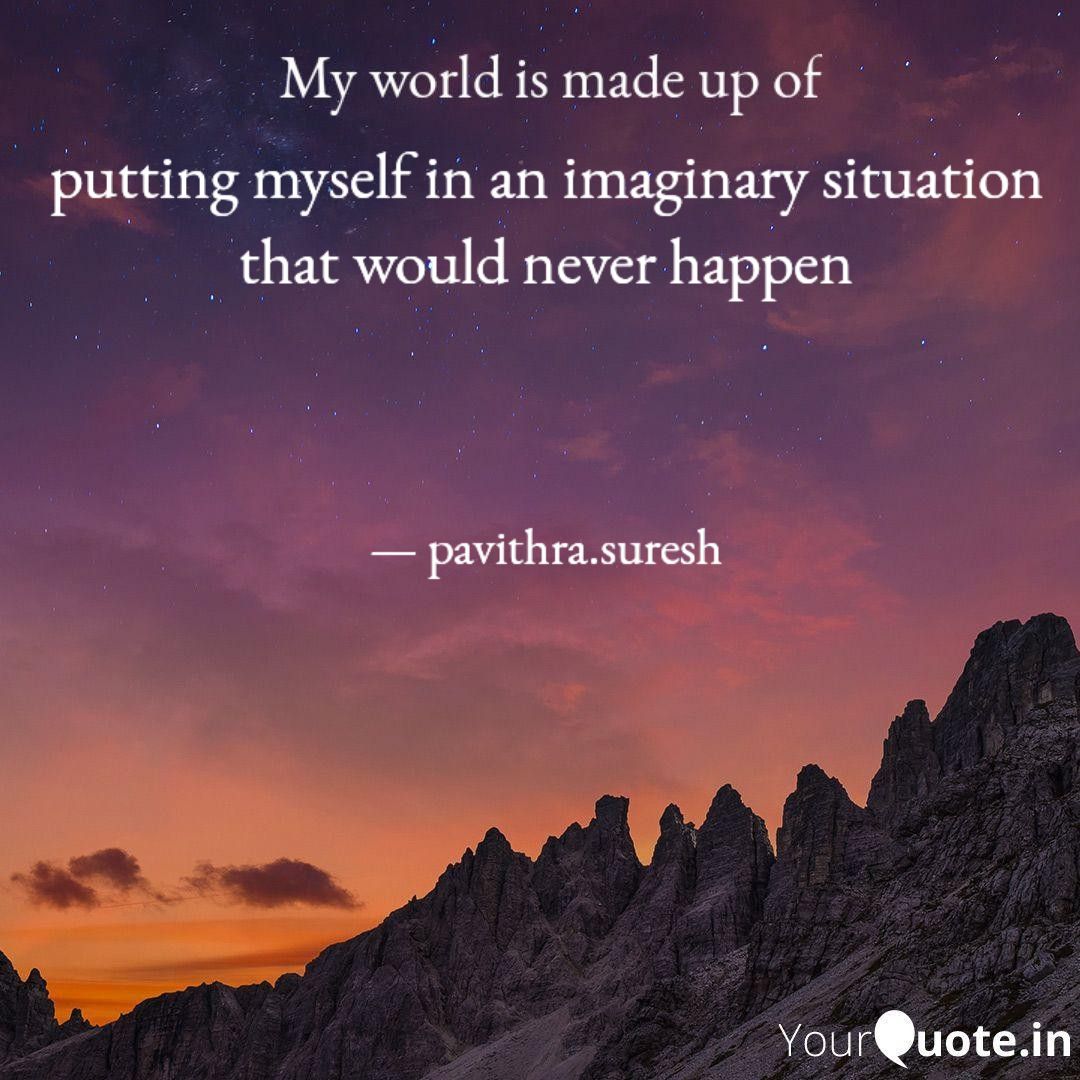 My world is made up of
putting myself in an imaginary situation
that would never happen
— pavithra.suresh
YourQuote.in